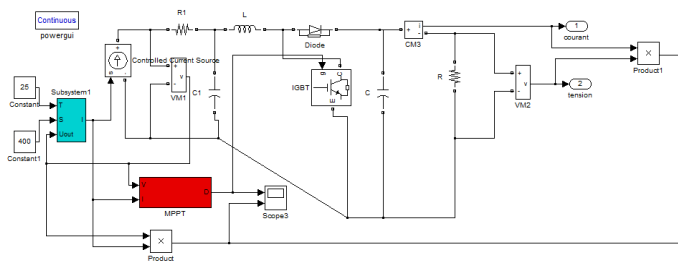 Continuous
powergui
R1
L
Diode
CM3
i
+
-
1
courant
Controlled Current Source
+
s
-
+
-
v
VM1
C1
IGBT
g
C
E
C
R
+
-
v
VM2
2
tension
×
Product1
25
Constant
400
Constant1
Subsystem1
T
S
Uout
I
V
I
D
MPPT
Scope3
×
Product